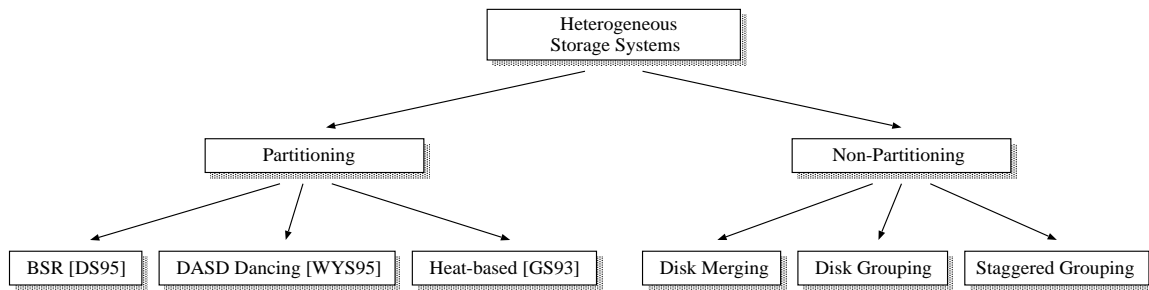 Heterogeneous
Storage Systems
Partitioning
Non-Partitioning
BSR [DS95]
DASD Dancing [WYS95]
Heat-based [GS93]
Disk Merging
Disk Grouping
Staggered Grouping